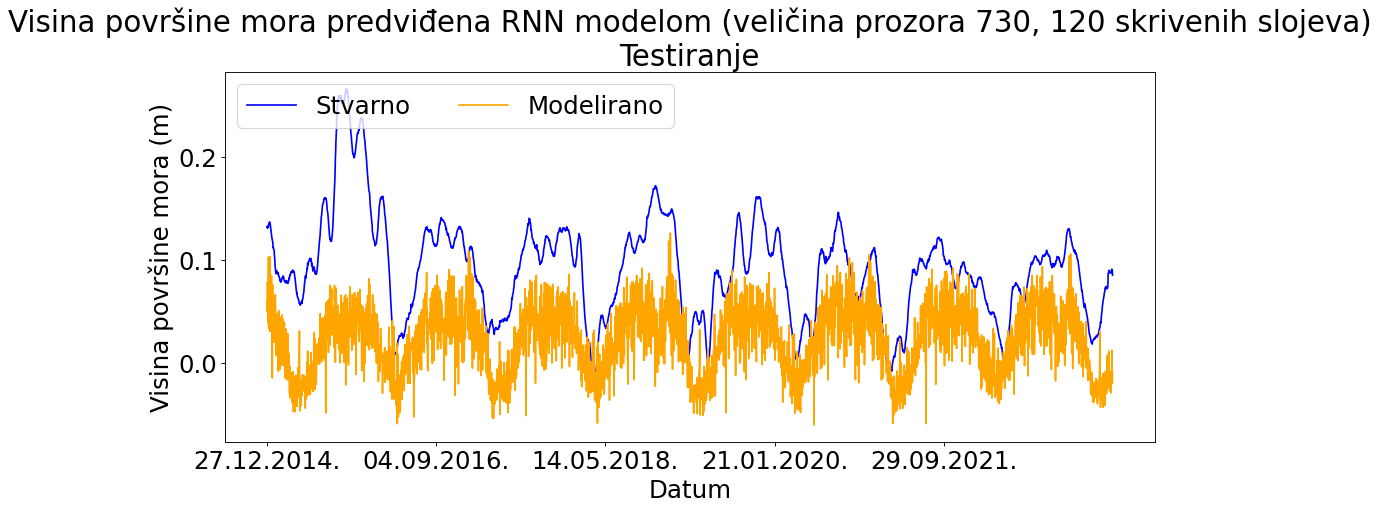 Visina površine mora predviđena RNN modelom (veličina prozora 730, 120 skrivenih slojeva)
Testiranje
Stvarno
Modelirano
Visina površine mora (m)
0.2
0.1
0.0
27.12.2014.
04.09.2016.
14.05.2018.
21.01.2020.
29.09.2021.
Datum